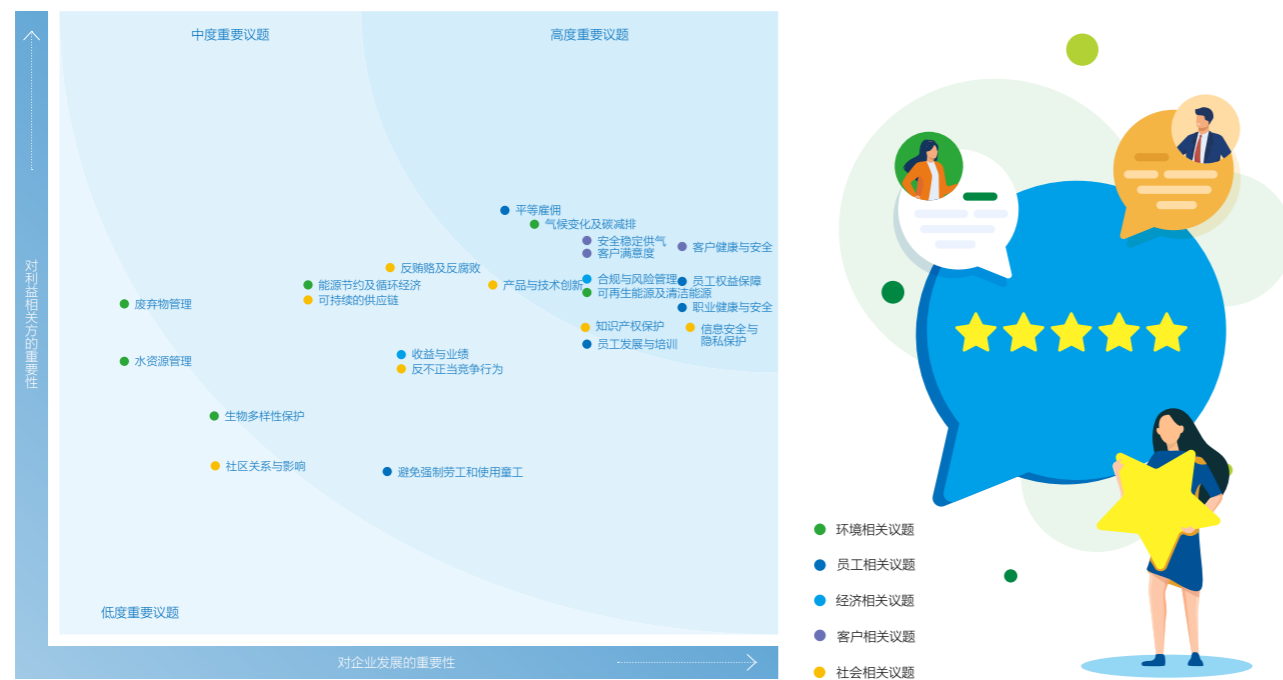 中度重要议题
高度重要议题
对利益相关方的重要性
平等雇佣
气候变化及碳减排
安全稳定供气
客户满意度
客户健康与安全
反贿赂及反腐败
能源节约及循环经济
可持续的供应链
产品与技术创新
合规与风险管理
员工权益保障
可再生能源及清洁能源
废弃物管理
职业健康与安全
知识产权保护
信息安全与
隐私保护
员工发展与培训
水资源管理
收益与业绩
反不正当竞争行为
生物多样性保护
社区关系与影响
避免强制劳工和使用童工
低度重要议题
对企业发展的重要性
环境相关议题
员工相关议题
经济相关议题
客户相关议题
社会相关议题